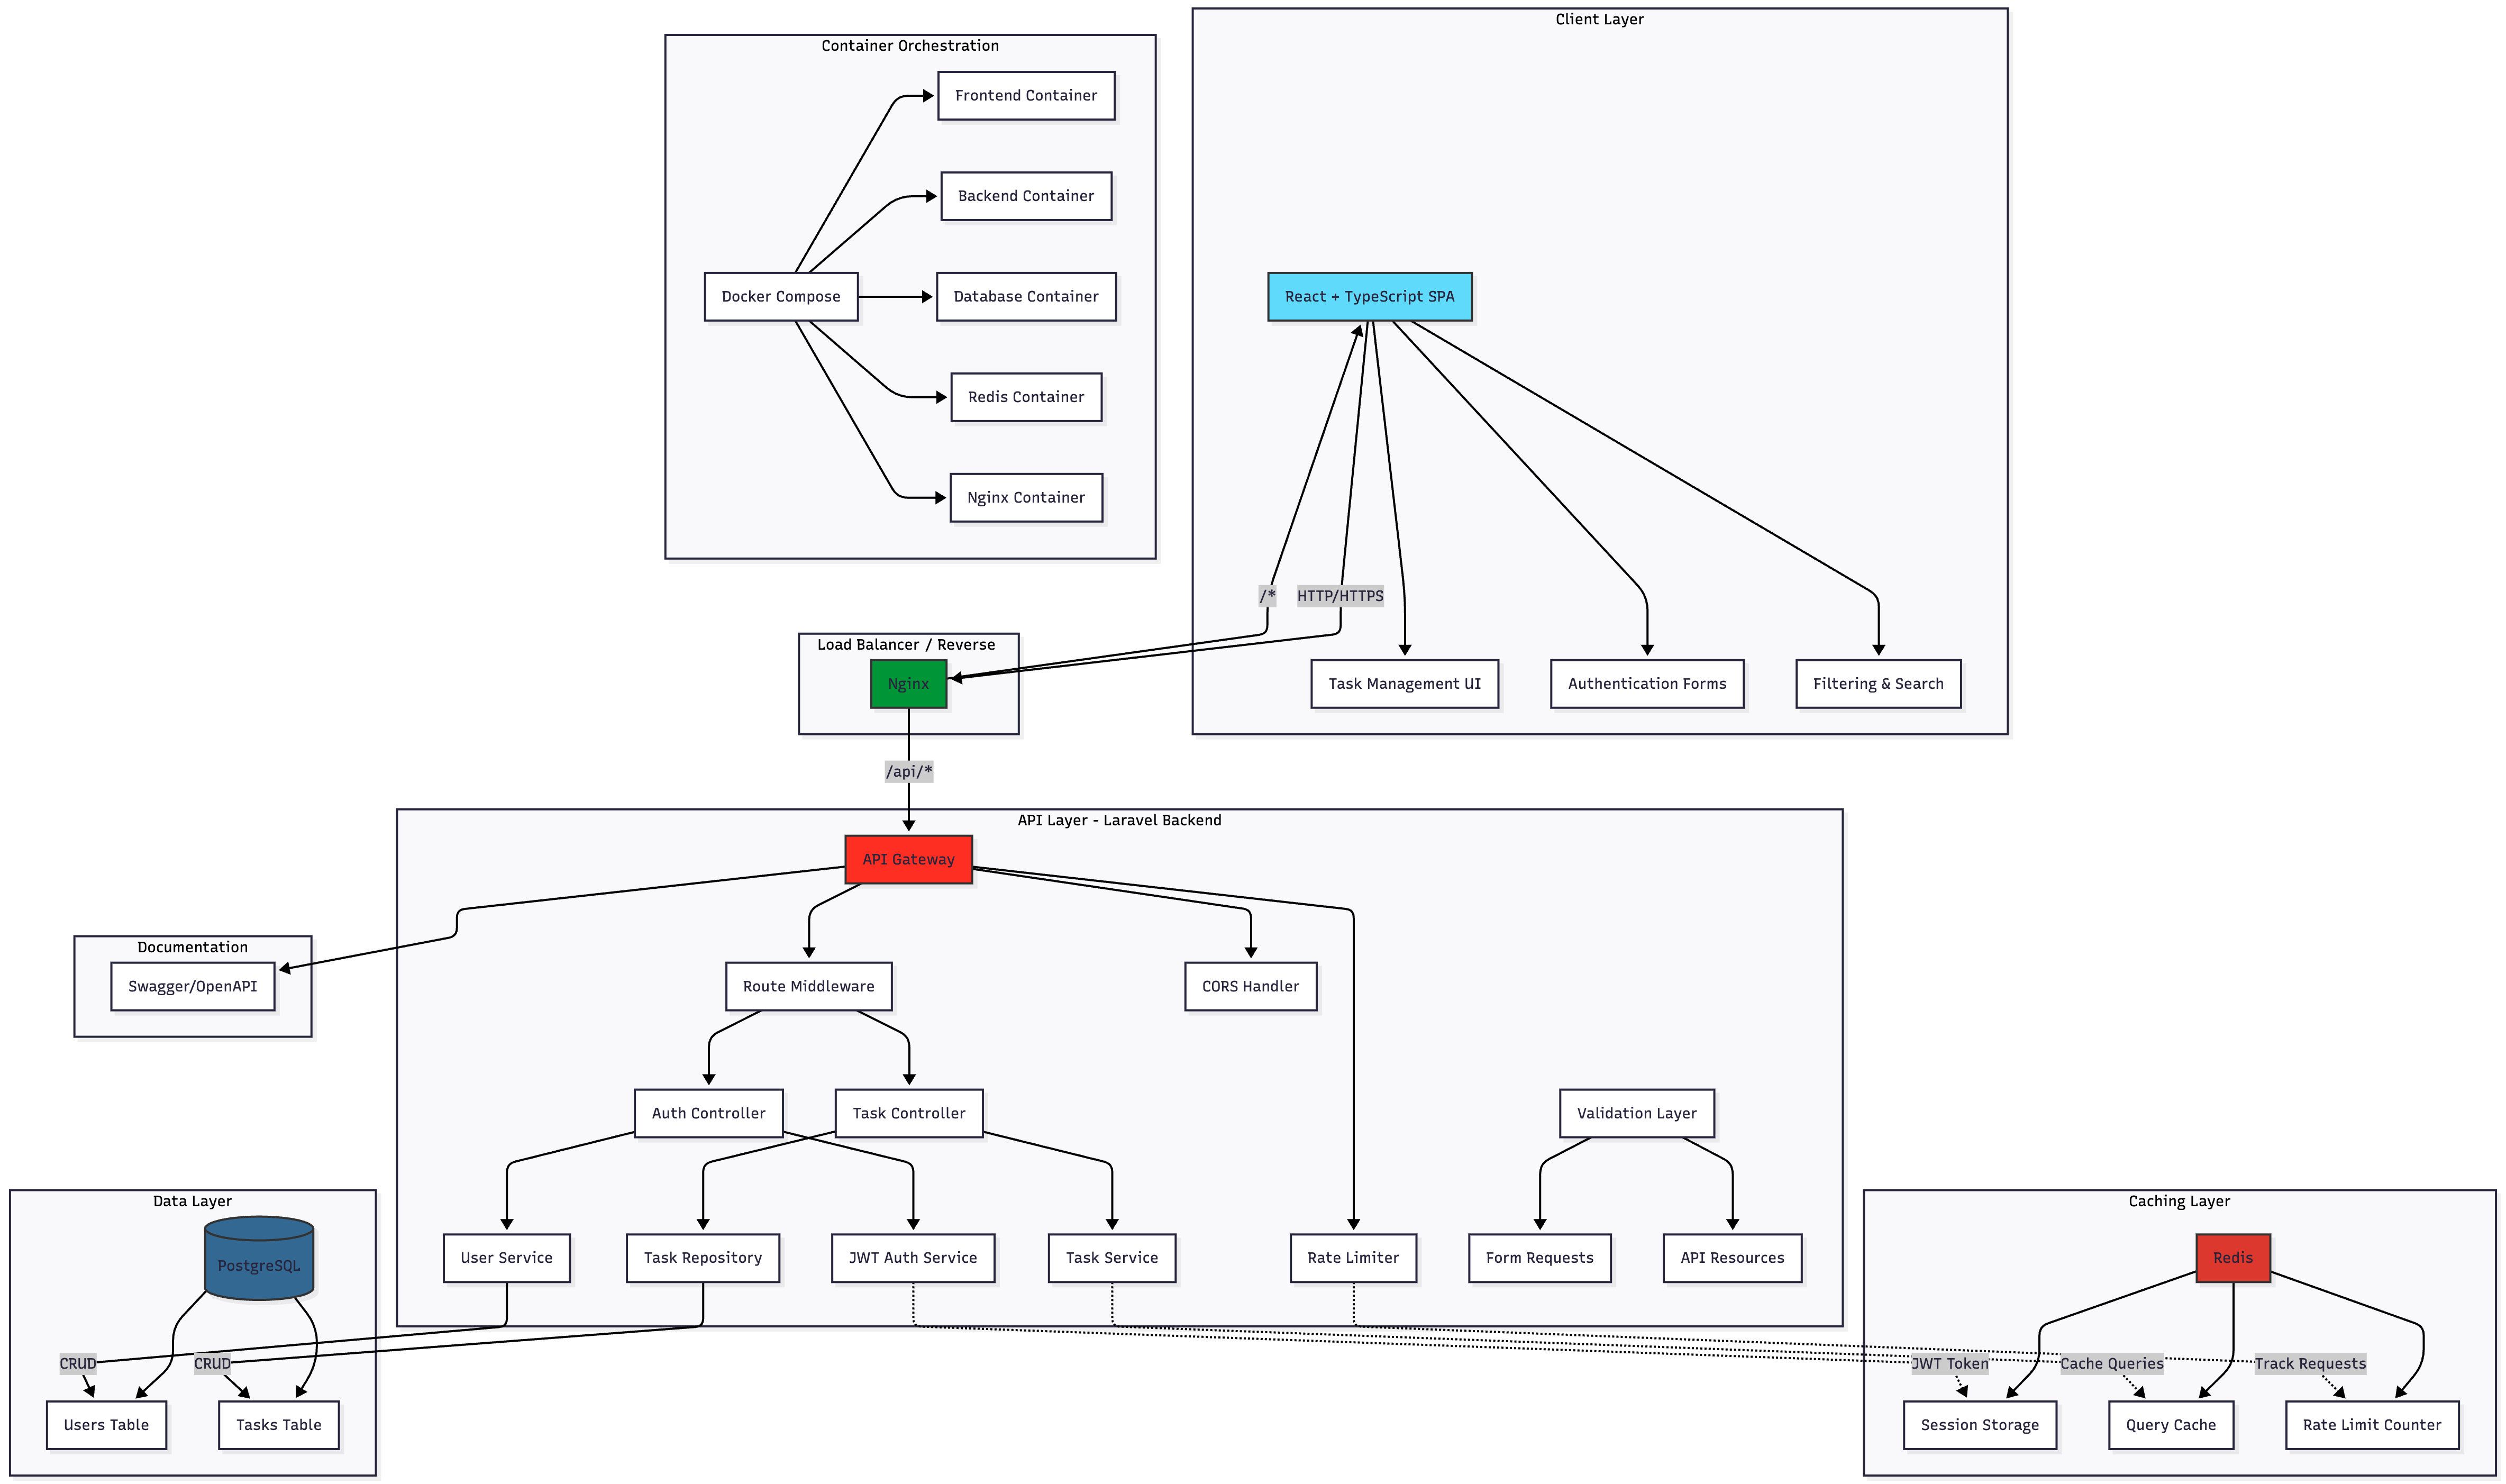 Client Layer
Container Orchestration
Frontend Container
Backend Container
Docker Compose
Database Container
React + TypeScript SPA
Redis Container
Nginx Container
/*
HTTP/HTTPS
Load Balancer / Reverse
Nginx
Task Management UI
Authentication Forms
Filtering & Search
/api/*
API Layer - Laravel Backend
API Gateway
Documentation
Swagger/OpenAPI
Route Middleware
CORS Handler
Auth Controller
Task Controller
Validation Layer
Data Layer
PostgreSQL
User Service
Task Repository
JWT Auth Service
Task Service
Rate Limiter
Form Requests
API Resources
Caching Layer
Redis
CRUD
CRUD
JWT Token
Cache Queries
Track Requests
Users Table
Tasks Table
Session Storage
Query Cache
Rate Limit Counter